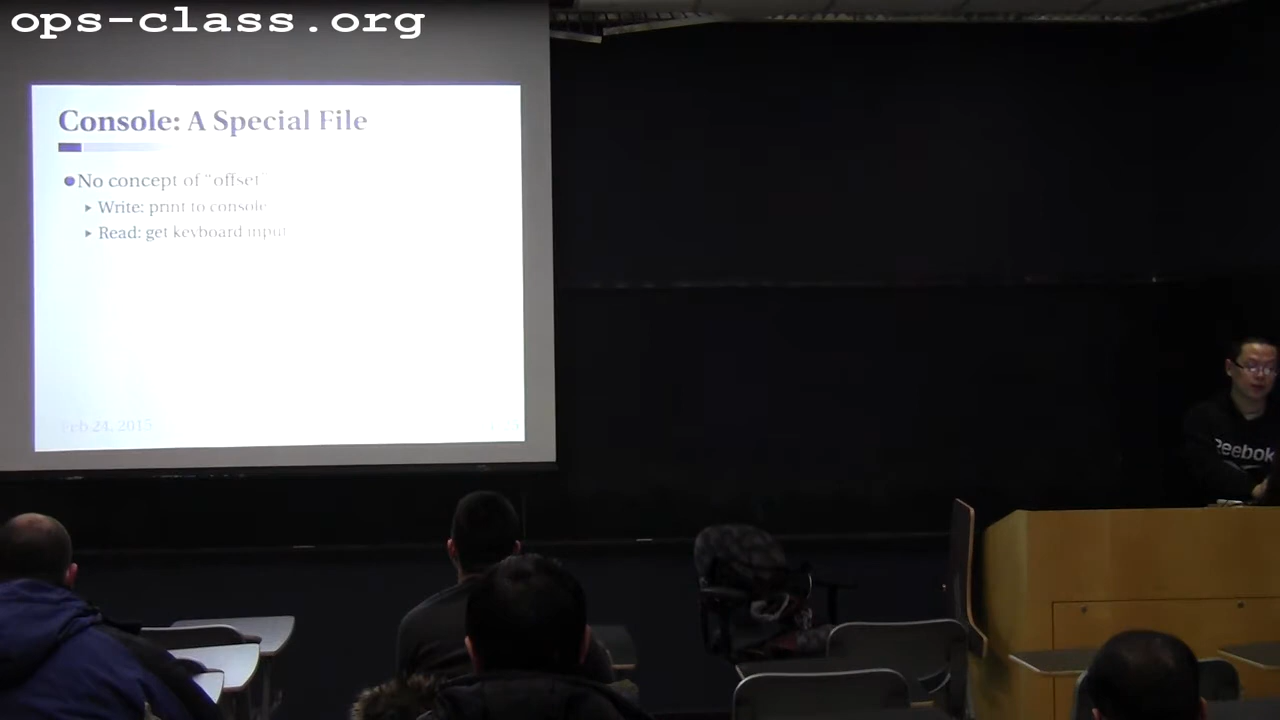 ops-class.org
Console: A Special File
No concept of "offset"
Write: print to console
Read: get keyboard input
Feb.24, 2015
Reebok